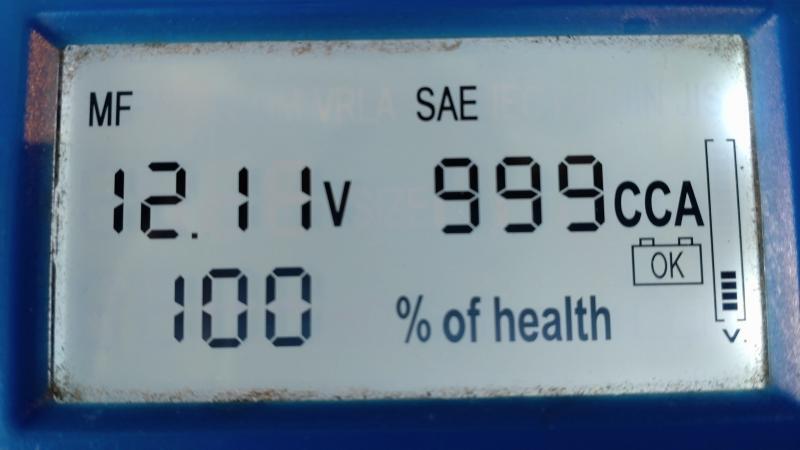 MF SAE
12.11V 999CCA
OK
100 % of health